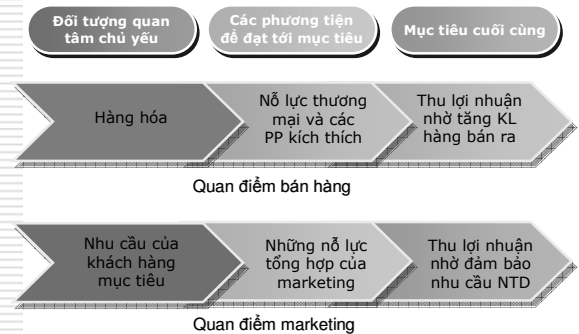 Đối tượng quan
tâm chủ yếu
Các phương tiện
để đạt tới mục tiêu
Mục tiêu cuối cùng
Hàng hóa
Nỗ lực thương
mại và các
PP kích thích
Thu lợi nhuận
nhờ tăng KL
hàng bán ra
Quan điểm bán hàng
Nhu cầu của
khách hàng
mục tiêu
Những nỗ lực
tổng hợp của
marketing
Thu lợi nhuận
nhờ đảm bảo
nhu cầu NTD
Quan điểm marketing